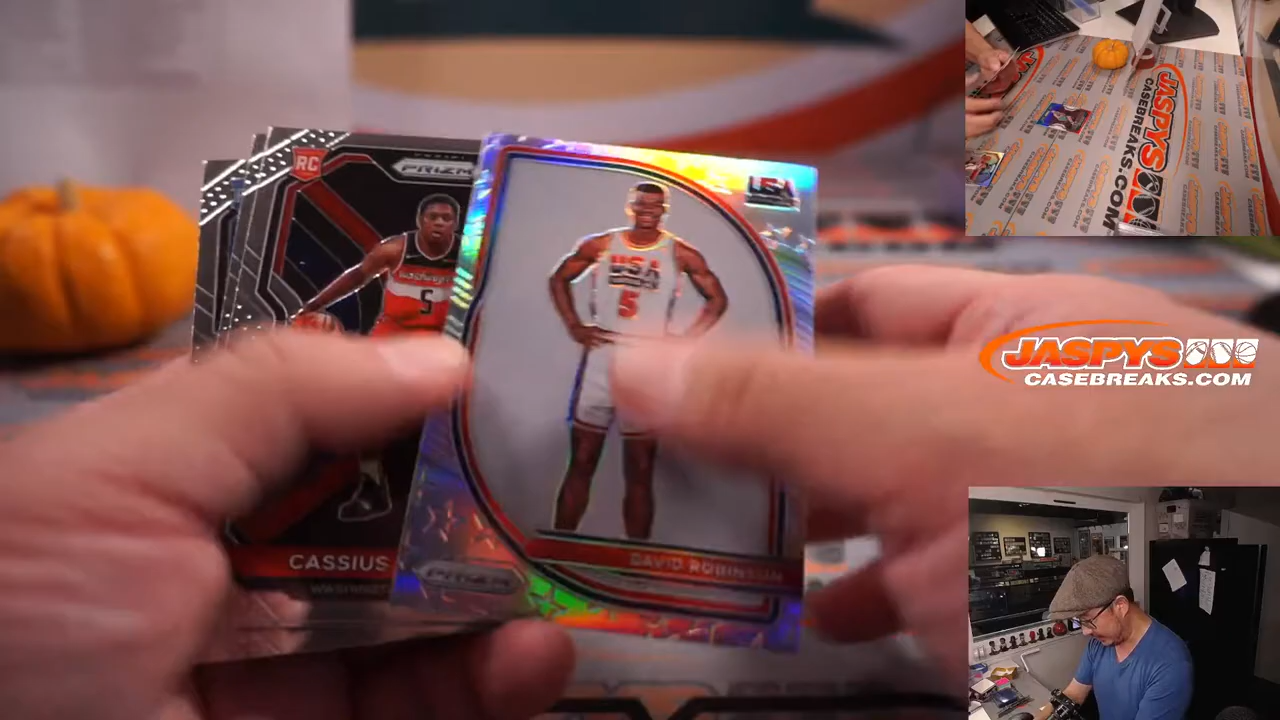 RC
PRIZM
USA
USA
5
5
CASSIUS
DAVID ROBINSON
PRIZM
JASPYS
CASEBREAKS.COM
JASPYS
CASEBREAKS.COM